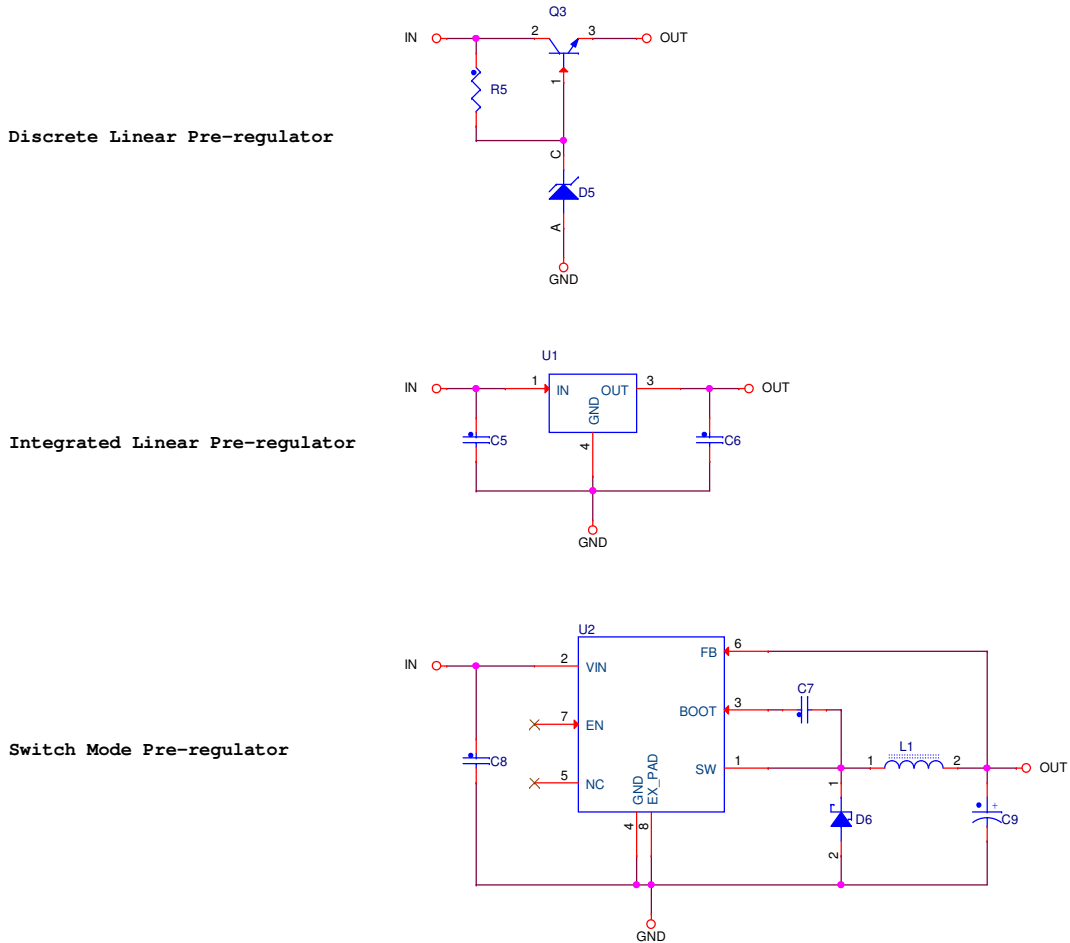 Q3
IN
2
3
OUT
R5
1
Discrete Linear Pre-regulator
C
D5
A
GND
U1
IN
1
IN
OUT
3
OUT
GND
Integrated Linear Pre-regulator
C5
4
C6
GND
U2
IN
2
VIN
FB
6
7
EN
BOOT
3
C7
Switch Mode Pre-regulator
C8
5
NC
SW
1
1
L1
2
OUT
GND
EX_PAD
4
8
1
D6
2
+
C9
GND